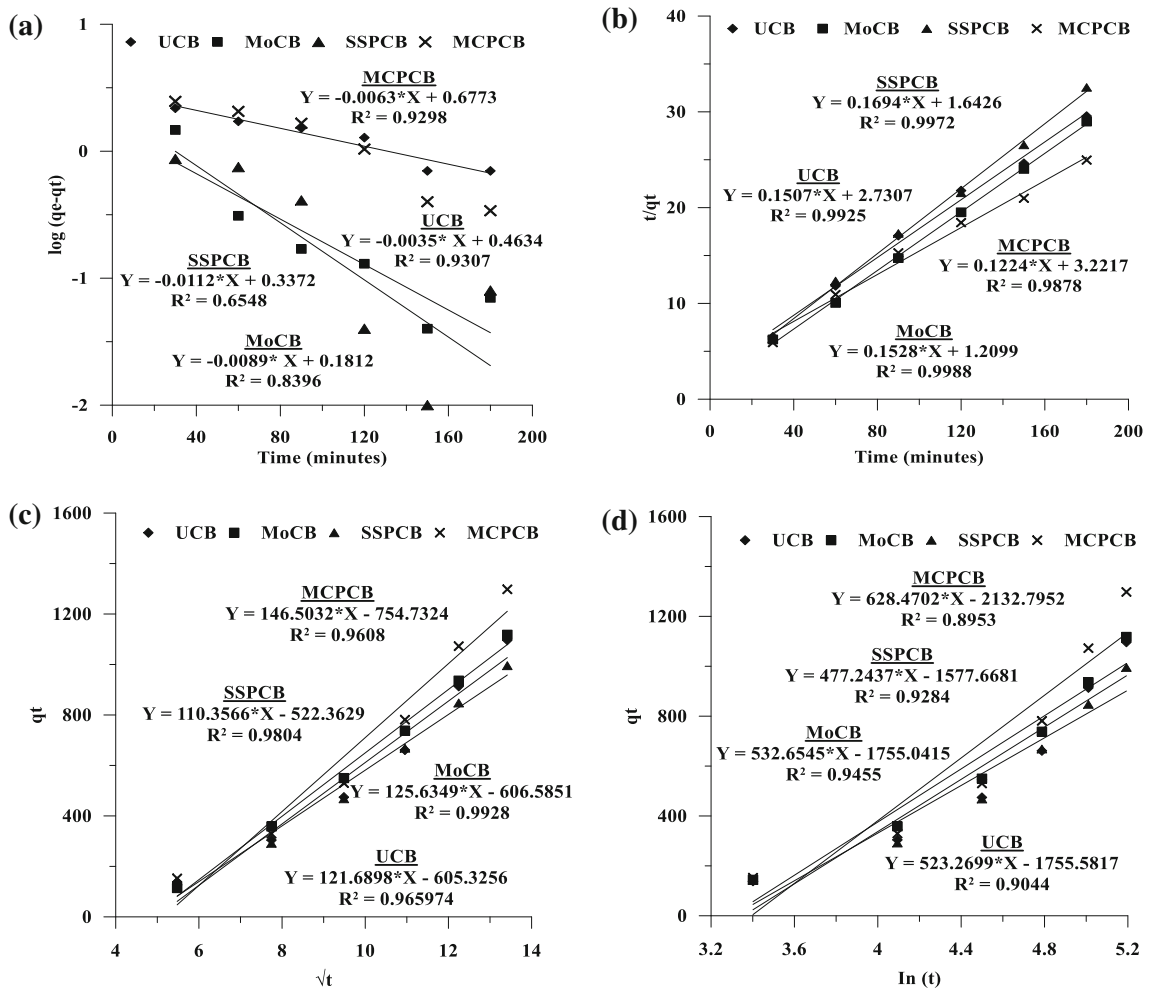 (a)
UCB MoCB SSPCB MCPCB
1
0
-1
-2
log (qe-qt)
MCPCB
Y = -0.0063*X + 0.6773
R² = 0.9298
UCB
Y = -0.0035* X + 0.4634
R² = 0.9307
SSPCB
Y = -0.0112*X + 0.3372
R² = 0.6548
MoCB
Y = -0.0089* X + 0.1812
R² = 0.8396
0 40 80 120 160 200
Time (minutes)
(b)
UCB MoCB SSPCB MCPCB
40
30
20
10
0
t/qt
SSPCB
Y = 0.1694*X + 1.6426
R² = 0.9972
UCB
Y = 0.1507*X + 2.7307
R² = 0.9925
MCPCB
Y = 0.1224*X + 3.2217
R² = 0.9878
MoCB
Y = 0.1528*X + 1.2099
R² = 0.9988
0 40 80 120 160 200
Time (minutes)
(c)
UCB MoCB SSPCB MCPCB
1600
1200
800
400
0
qt
MCPCB
Y = 146.5032*X - 754.7324
R² = 0.9608
SSPCB
Y = 110.3566*X - 522.3629
R² = 0.9804
MoCB
Y = 125.6349*X - 606.5851
R² = 0.9928
UCB
Y = 121.6898*X - 605.3256
R² = 0.965974
4 6 8 10 12 14
√t
(d)
UCB MoCB SSPCB MCPCB
1600
1200
800
400
0
qt
MCPCB
Y = 628.4702*X - 2132.7952
R² = 0.8953
SSPCB
Y = 477.2437*X - 1577.6681
R² = 0.9284
MoCB
Y = 532.6545*X - 1755.0415
R² = 0.9455
UCB
Y = 523.2699*X - 1755.5817
R² = 0.9044
3.2 3.6 4 4.4 4.8 5.2
In (t)